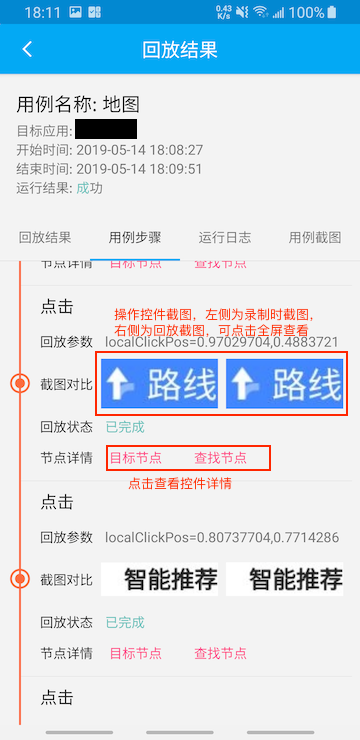 18:11
0.43
K/s
100%
回放结果
用例名称: 地图
目标应用:
开始时间: 2019-05-14 18:08:27
结束时间: 2019-05-14 18:09:51
运行结果: 成功
回放结果 用例步骤 运行日志 用例截图
节点详情 目标节点 查找节点
点击
操作控件截图，左侧为录制时截图，
右侧为回放截图，可点击全屏查看
回放参数 localClickPos=0.97029704,0.4883721
截图对比 路线 路线
回放状态 已完成
节点详情 目标节点 查找节点
点击查看控件详情
点击
回放参数 localClickPos=0.80737704,0.7714286
截图对比 智能推荐 智能推荐
回放状态 已完成
节点详情 目标节点 查找节点
点击